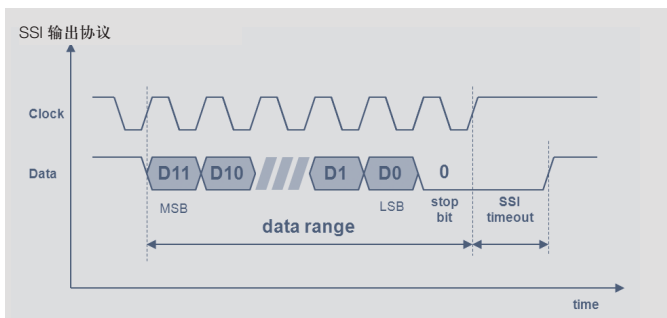 SSI 输出协议
Clock
Data
D11 D10 D1 D0 0
MSB LSB stop bit SSI timeout
data range
time